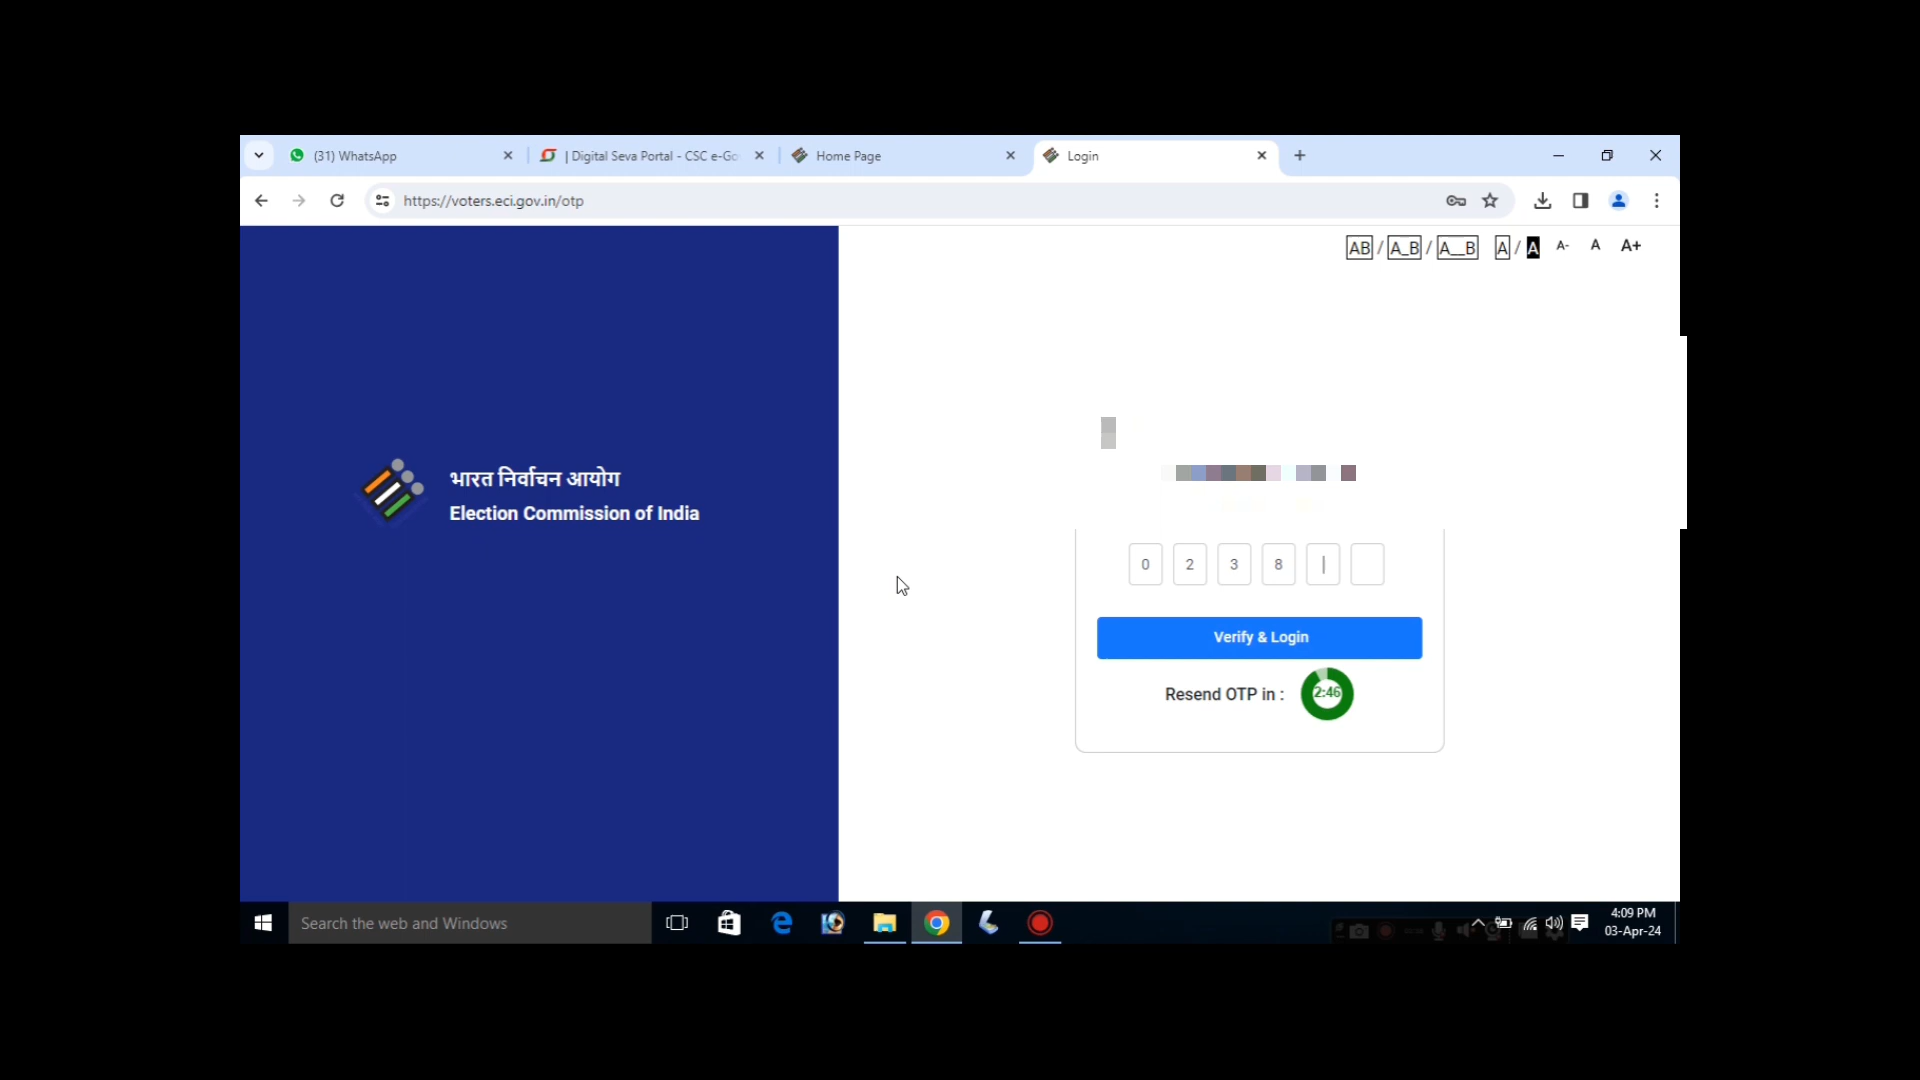 (31) WhatsApp
| Digital Seva Portal - CSC e-Go
Home Page
Login
https://voters.eci.gov.in/otp
AB / A_B / A__B A / A A- A A+
भारत निर्वाचन आयोग
Election Commission of India
0 2 3 8
Verify & Login
Resend OTP in : 2:46
Search the web and Windows
4:09 PM
03-Apr-24